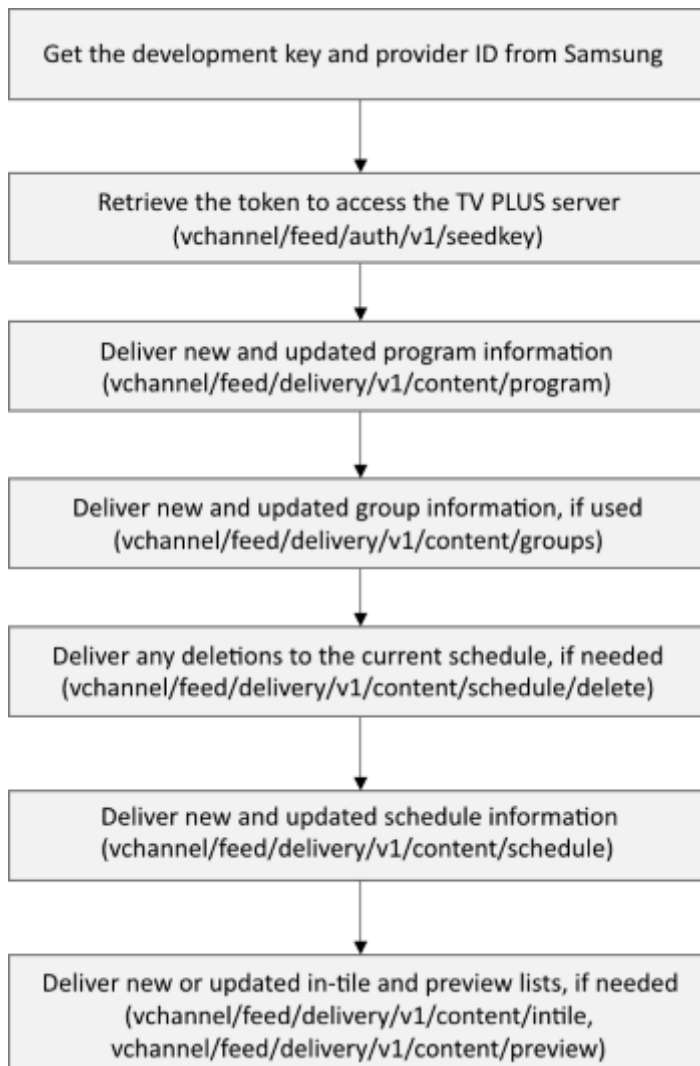 Get the development key and provider ID from Samsung
Retrieve the token to access the TV PLUS server
(vchannel/feed/auth/v1/seedkey)
Deliver new and updated program information
(vchannel/feed/delivery/v1/content/program)
Deliver new and updated group information, if used
(vchannel/feed/delivery/v1/content/groups)
Deliver any deletions to the current schedule, if needed
(vchannel/feed/delivery/v1/content/schedule/delete)
Deliver new and updated schedule information
(vchannel/feed/delivery/v1/content/schedule)
Deliver new or updated in-tile and preview lists, if needed
(vchannel/feed/delivery/v1/content/intile,
vchannel/feed/delivery/v1/content/preview)